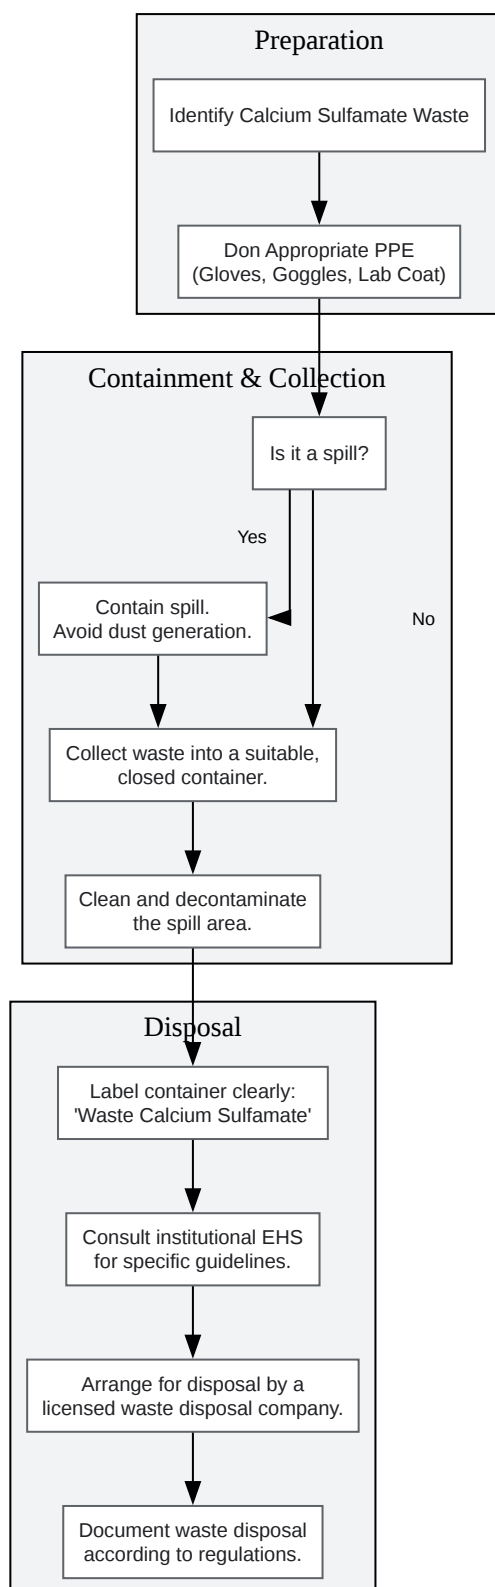 Preparation
Identify Calcium Sulfamate Waste
Don Appropriate PPE
(Gloves, Goggles, Lab Coat)
Containment & Collection
Is it a spill?
Yes
Contain spill.
Avoid dust generation.
No
Collect waste into a suitable,
closed container.
Clean and decontaminate
the spill area.
Disposal
Label container clearly:
'Waste Calcium Sulfamate'
Consult institutional EHS
for specific guidelines.
Arrange for disposal by a
licensed waste disposal company.
Document waste disposal
according to regulations.